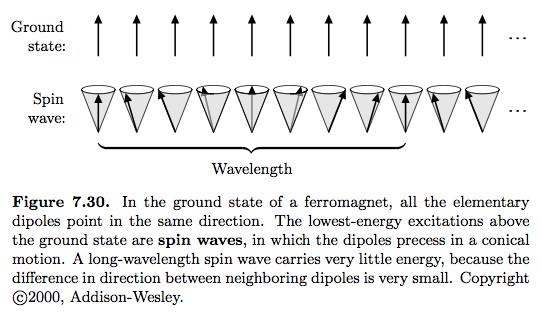 Ground
state:
...
Spin
wave:
...
Wavelength
Figure 7.30. In the ground state of a ferromagnet, all the elementary
dipoles point in the same direction. The lowest-energy excitations above
the ground state are spin waves, in which the dipoles precess in a conical
motion. A long-wavelength spin wave carries very little energy, because the
difference in direction between neighboring dipoles is very small. Copyright
©2000, Addison-Wesley.